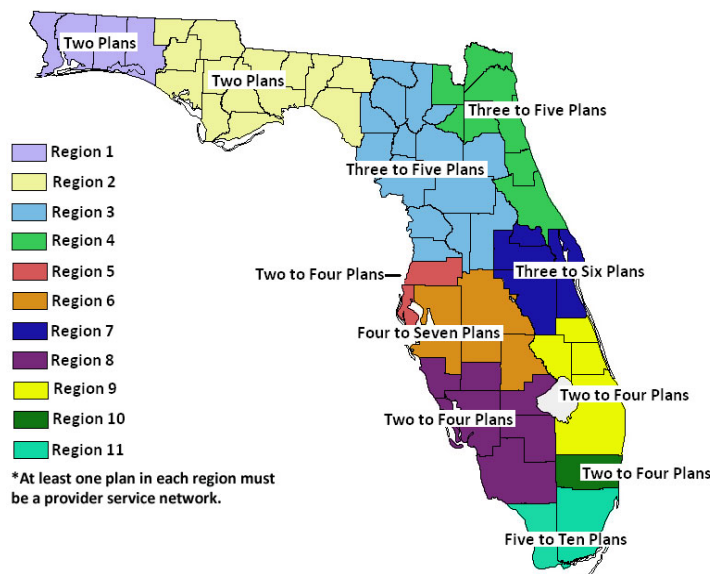 Two Plans
Two Plans
Three to Five Plans
Three to Five Plans
Region 1
Region 2
Region 3
Region 4
Region 5
Region 6
Region 7
Region 8
Region 9
Region 10
Region 11
Two to Four Plans
Three to Six Plans
Four to Seven Plans
Two to Four Plans
Two to Four Plans
Two to Four Plans
Five to Ten Plans
*At least one plan in each region must
be a provider service network.